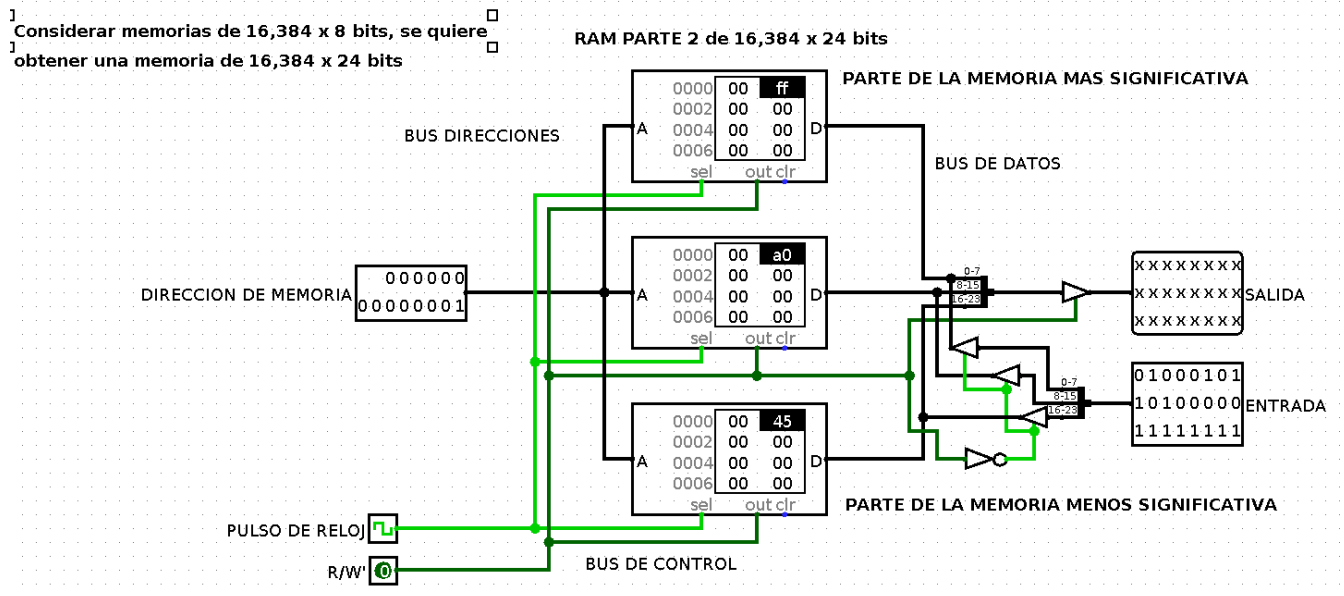 Considerar memorias de 16,384 x 8 bits, se quiere
obtener una memoria de 16,384 x 24 bits
RAM PARTE 2 de 16,384 x 24 bits
PARTE DE LA MEMORIA MAS SIGNIFICATIVA
BUS DIRECCIONES
0000 00 ff
0002 00 00
0004 00 00
0006 00 00
A
D
sel
out clr
BUS DE DATOS
DIRECCION DE MEMORIA
000000
00000001
0000 00 a0
0002 00 00
0004 00 00
0006 00 00
A
D
sel
out clr
0-7
8-15
16-23
xxxxxxxx
xxxxxxxx
xxxxxxxx
SALIDA
0-7
8-15
16-23
01000101
10100000
11111111
ENTRADA
0000 00 45
0002 00 00
0004 00 00
0006 00 00
A
D
sel
out clr
PARTE DE LA MEMORIA MENOS SIGNIFICATIVA
PULSO DE RELOJ
BUS DE CONTROL
R/W'
0